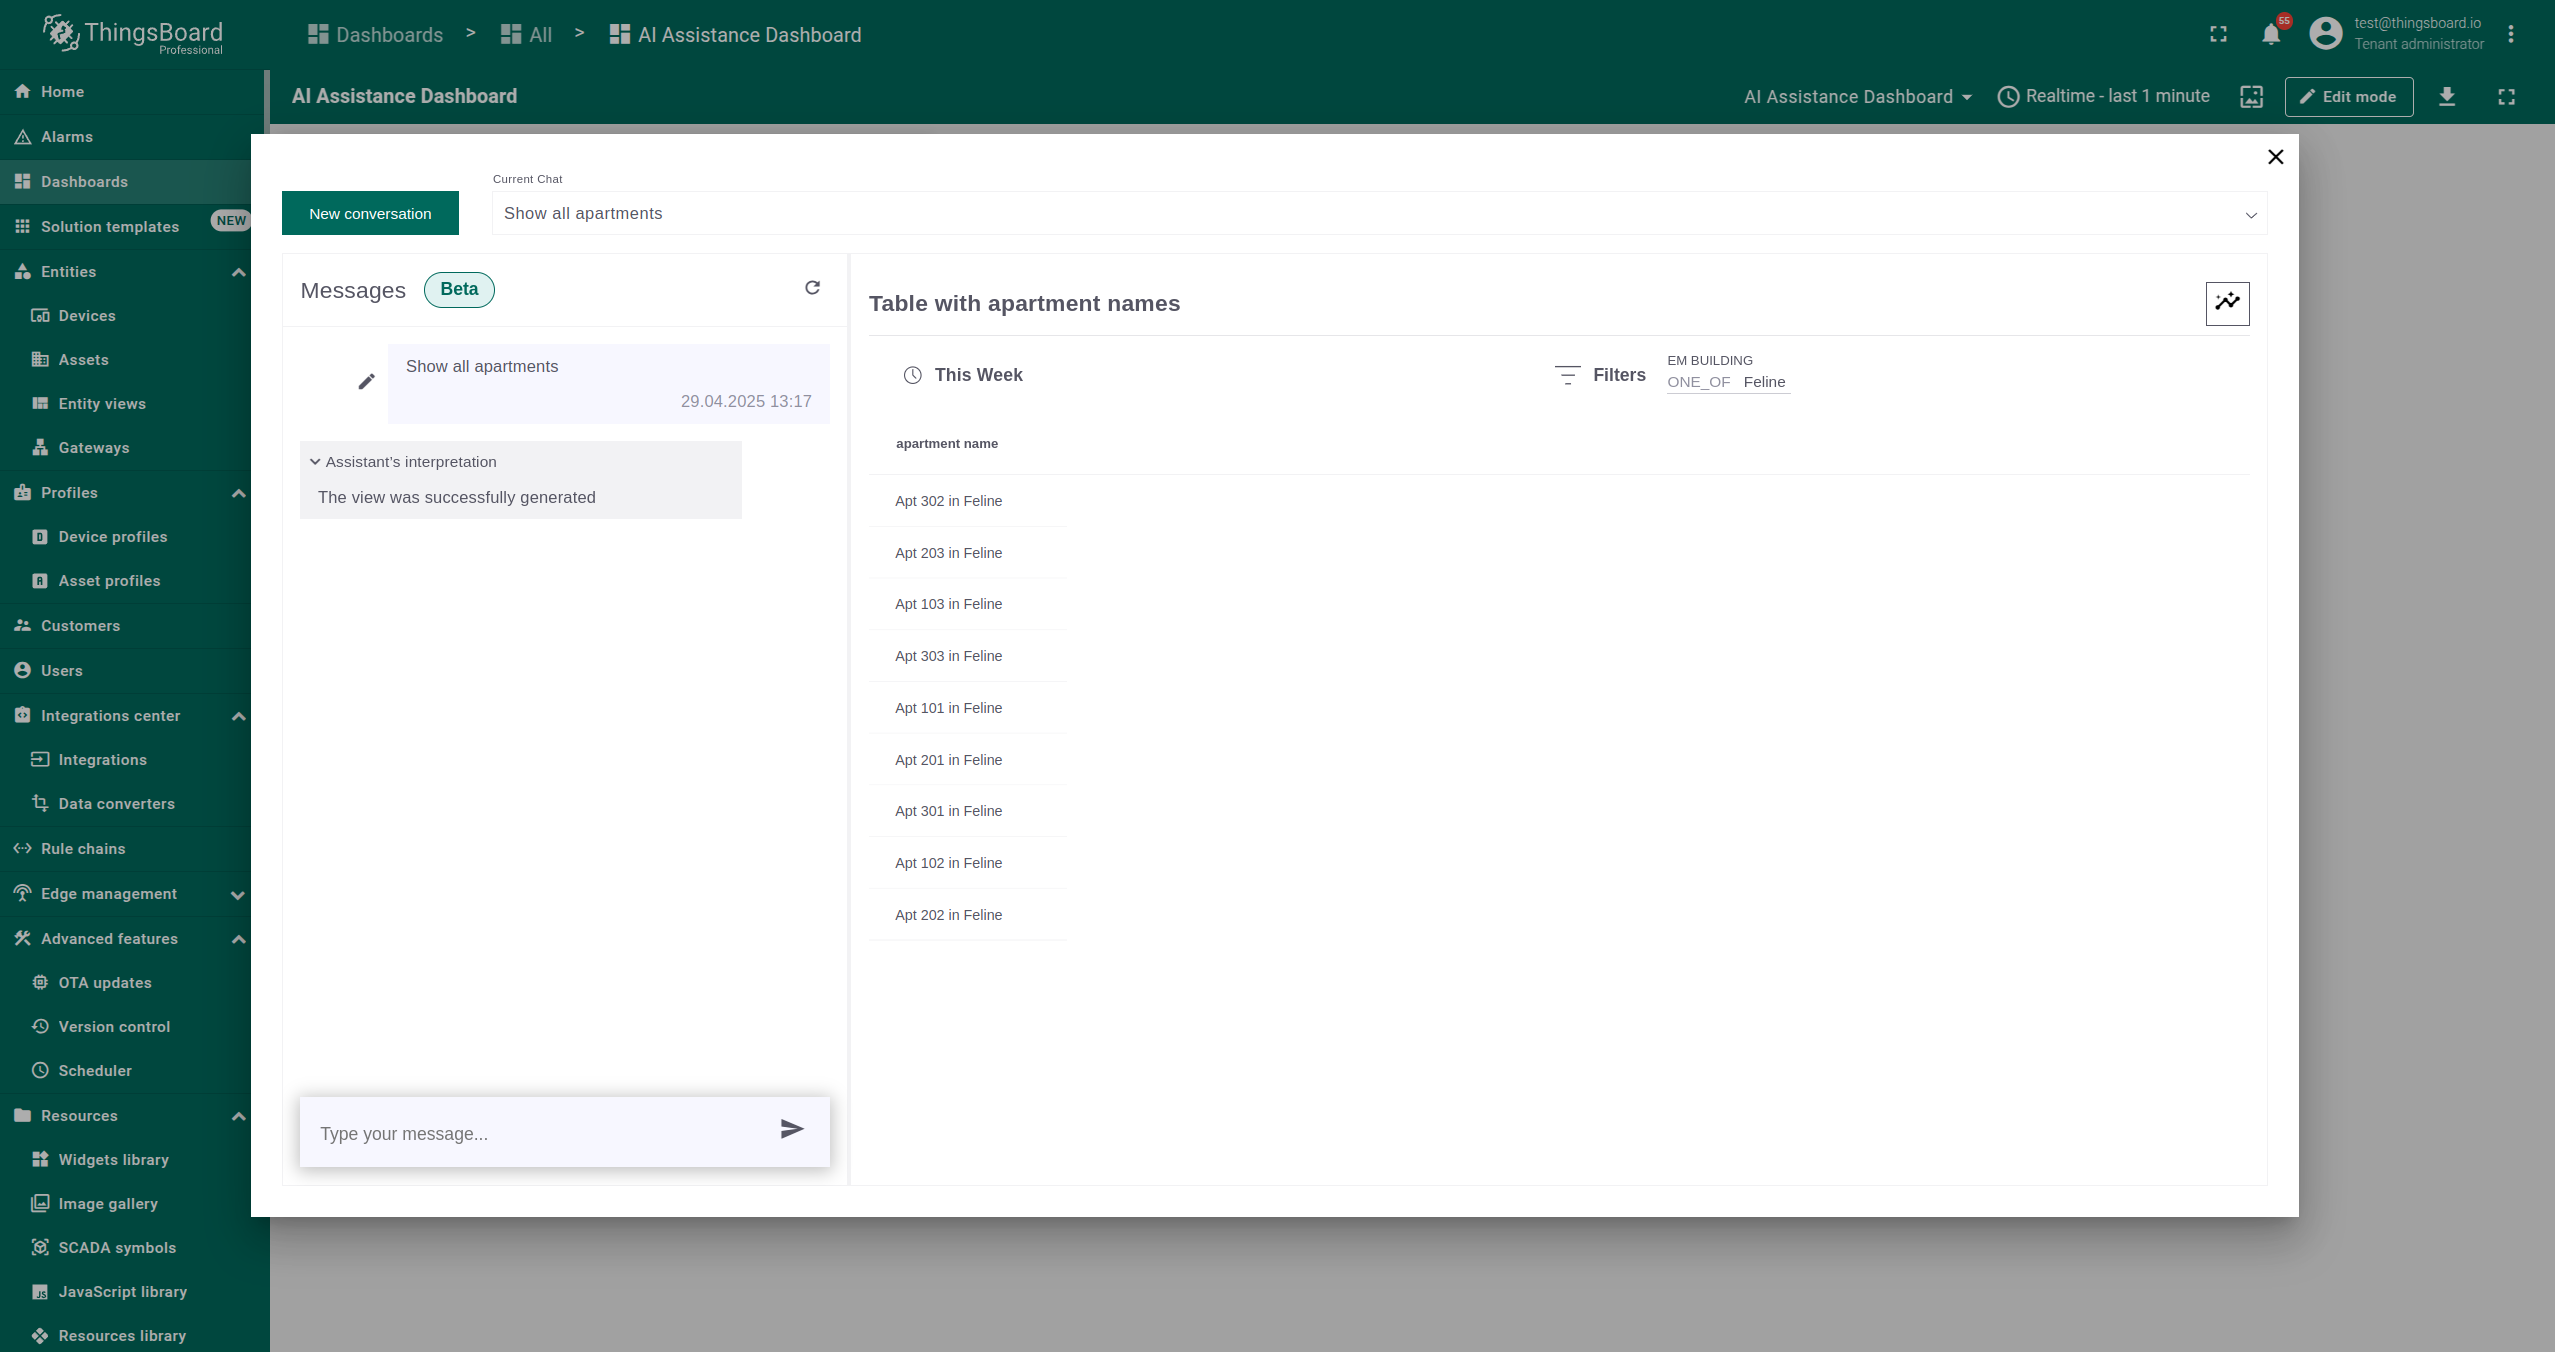 ThingsBoard
Professional
Dashboards > All > AI Assistance Dashboard
55
test@thingsboard.io
Tenant administrator
AI Assistance Dashboard
AI Assistance Dashboard
Realtime - last 1 minute
Edit mode
Home
Alarms
Dashboards
Solution templates
NEW
Entities
Devices
Assets
Entity views
Gateways
Profiles
Device profiles
Asset profiles
Customers
Users
Integrations center
Integrations
Data converters
Rule chains
Edge management
Advanced features
OTA updates
Version control
Scheduler
Resources
Widgets library
Image gallery
SCADA symbols
JavaScript library
Resources library
New conversation
Current Chat
Show all apartments
Messages
Beta
Show all apartments
29.04.2025 13:17
Assistant's interpretation
The view was successfully generated
Type your message...
Table with apartment names
This Week
Filters
EM BUILDING
ONE_OF Feline
apartment name
Apt 302 in Feline
Apt 203 in Feline
Apt 103 in Feline
Apt 303 in Feline
Apt 101 in Feline
Apt 201 in Feline
Apt 301 in Feline
Apt 102 in Feline
Apt 202 in Feline